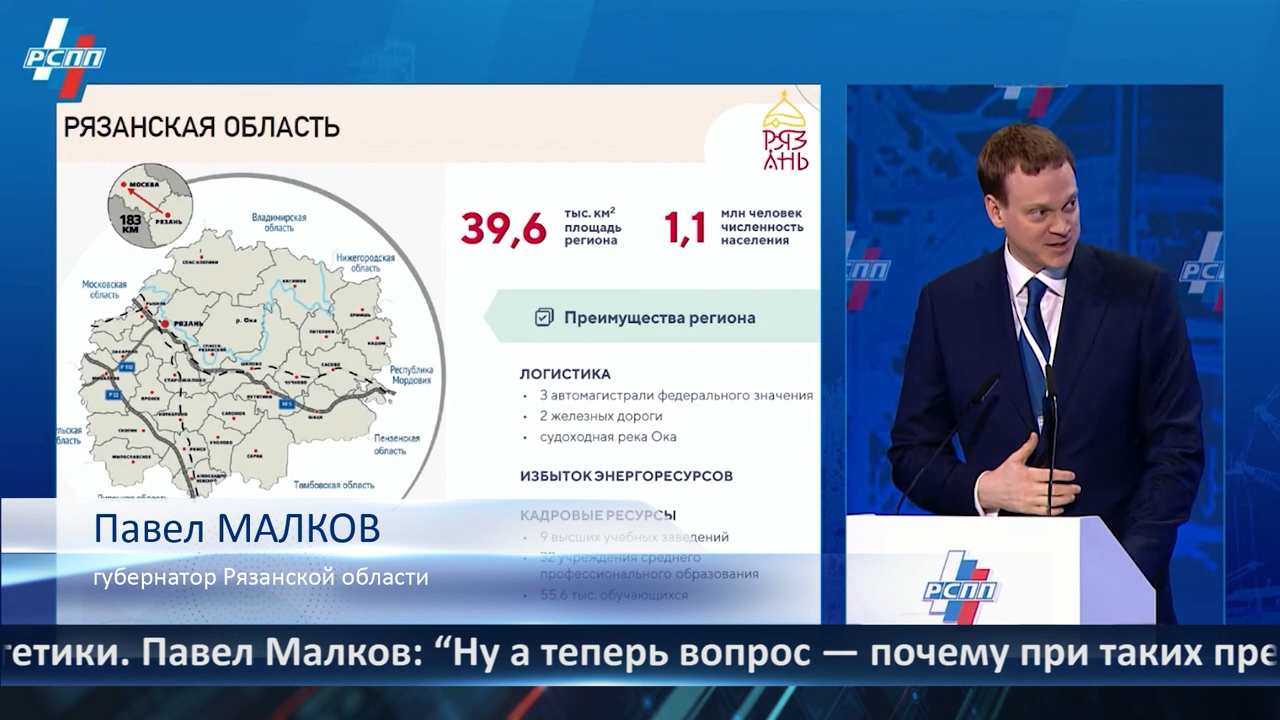 РСПП
РЯЗАНСКАЯ ОБЛАСТЬ
РЯЗ
АНЬ
МОСКВА
183
КМ
РЯЗАНЬ
Владимирская
область
Нижегородская
область
Московская
область
РЯЗАНЬ
р. Ока
Республика
Мордовия
Пензенская
область
Тамбовская область
39,6
тыс. км²
площадь
региона
1,1
млн человек
численность
населения
Преимущества региона
ЛОГИСТИКА
• 3 автомагистрали федерального значения
• 2 железных дороги
• судоходная река Ока
ИЗБЫТОК ЭНЕРГОРЕСУРСОВ
КАДРОВЫЕ РЕСУРСЫ
• 9 высших учебных заведений
• 32 учреждения среднего
профессионального образования
• 55,6 тыс. обучающихся
РСПП
Павел МАЛКОВ
губернатор Рязанской области
гетики. Павел Малков: “Ну а теперь вопрос — почему при таких пре